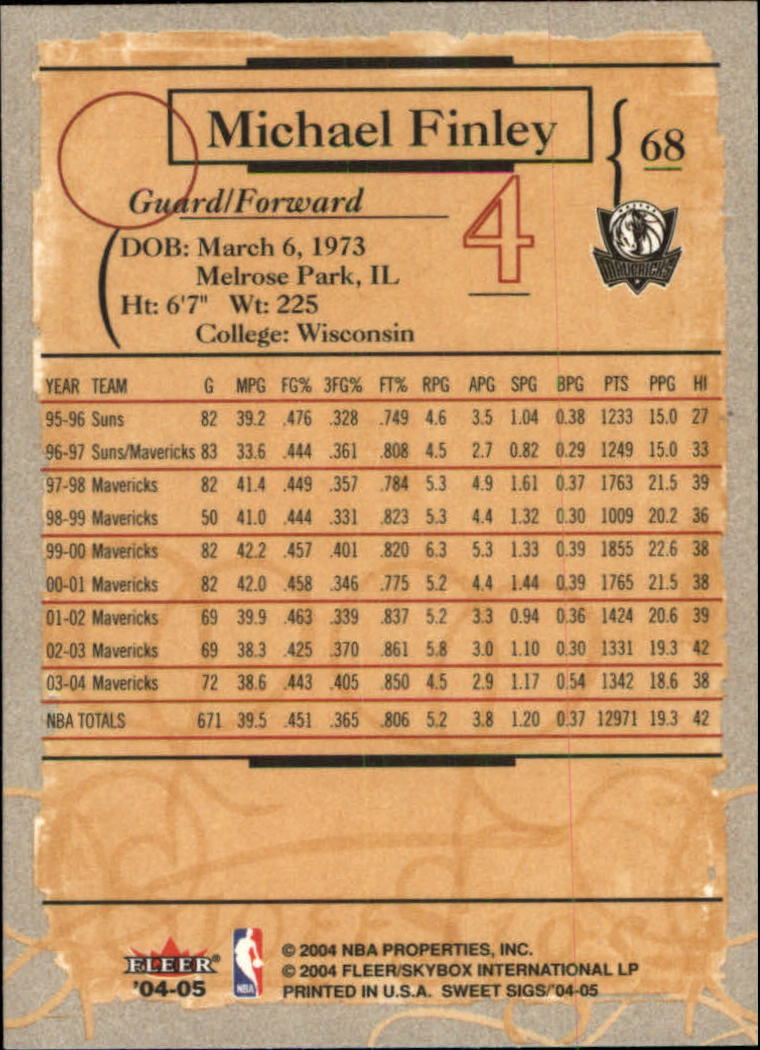 Michael Finley
68
Guard/Forward
4
MAVERICKS
DOB: March 6, 1973
Melrose Park, IL
Ht: 6'7" Wt: 225
College: Wisconsin
YEAR TEAM G MPG FG% 3FG% FT% RPG APG SPG BPG PTS PPG HI
95-96 Suns 82 39.2 .476 .328 .749 4.6 3.5 1.04 0.38 1233 15.0 27
96-97 Suns/Mavericks 83 33.6 .444 .361 .808 4.5 2.7 0.82 0.29 1249 15.0 33
97-98 Mavericks 82 41.4 .449 .357 .784 5.3 4.9 1.61 0.37 1763 21.5 39
98-99 Mavericks 50 41.0 .444 .331 .823 5.3 4.4 1.32 0.30 1009 20.2 36
99-00 Mavericks 82 42.2 .457 .401 .820 6.3 5.3 1.33 0.39 1855 22.6 38
00-01 Mavericks 82 42.0 .458 .346 .775 5.2 4.4 1.44 0.39 1765 21.5 38
01-02 Mavericks 69 39.9 .463 .339 .837 5.2 3.3 0.94 0.36 1424 20.6 39
02-03 Mavericks 69 38.3 .425 .370 .861 5.8 3.0 1.10 0.30 1331 19.3 42
03-04 Mavericks 72 38.6 .443 .405 .850 4.5 2.9 1.17 0.54 1342 18.6 38
NBA TOTALS 671 39.5 .451 .365 .806 5.2 3.8 1.20 0.37 12971 19.3 42
FLEER®
'04-05
NBA
© 2004 NBA PROPERTIES, INC.
© 2004 FLEER/SKYBOX INTERNATIONAL LP
PRINTED IN U.S.A. SWEET SIGS/'04-05